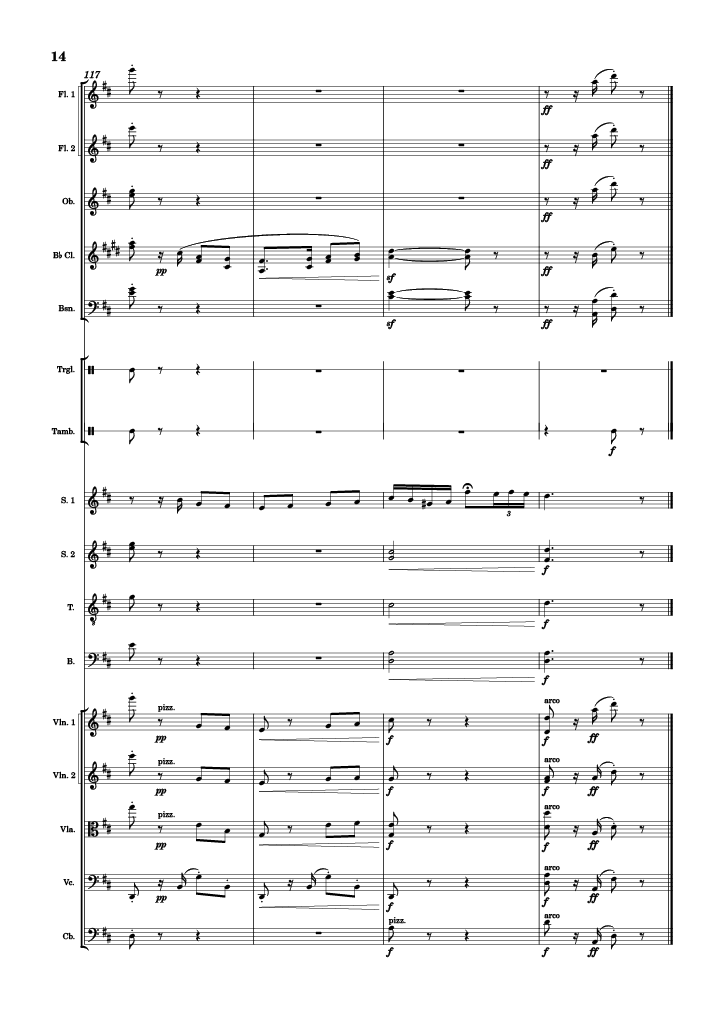 14
117
Fl. 1
ff
Fl. 2
ff
Ob.
ff
B♭ Cl.
pp
sf
ff
Bsn.
sf
ff
Trgl.
Tamb.
f
S. 1
3
S. 2
f
T.
8
f
B.
f
pizz.
arco
Vln. 1
pp
f
f
ff
pizz.
arco
Vln. 2
pp
f
f
ff
pizz.
arco
Vla.
pp
f
f
ff
arco
Vc.
pp
f
f
ff
pizz.
arco
Cb.
f
f
ff